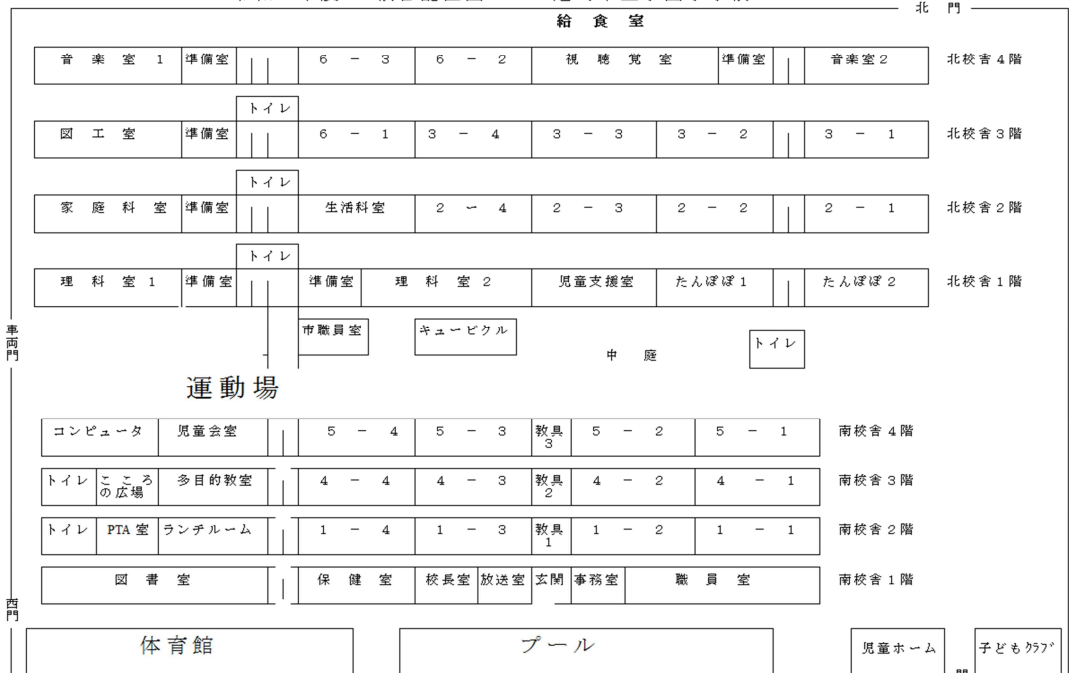 北 門
給 食 室
音 楽 室 1 準備室 6 - 3 6 - 2 視 聴 覚 室 準備室 音楽室2 北校舎4階
トイレ
図 工 室 準備室 6 - 1 3 - 4 3 - 3 3 - 2 3 - 1 北校舎3階
トイレ
家 庭 科 室 準備室 生活科室 2 - 4 2 - 3 2 - 2 2 - 1 北校舎2階
トイレ
理 科 室 1 準備室 準備室 理 科 室 2 児童支援室 たんぽぽ1 たんぽぽ2 北校舎1階
車両門
市職員室 キュービクル 中 庭 トイレ
運動場
コンピュータ 児童会室 5 - 4 5 - 3 教具3 5 - 2 5 - 1 南校舎4階
トイレ こころの広場 多目的教室 4 - 4 4 - 3 教具2 4 - 2 4 - 1 南校舎3階
トイレ PTA室 ランチルーム 1 - 4 1 - 3 教具1 1 - 2 1 - 1 南校舎2階
図 書 室 保 健 室 校長室 放送室 玄関 事務室 職 員 室 南校舎1階
西門
体育館 プール 児童ホーム 子どもクラブ